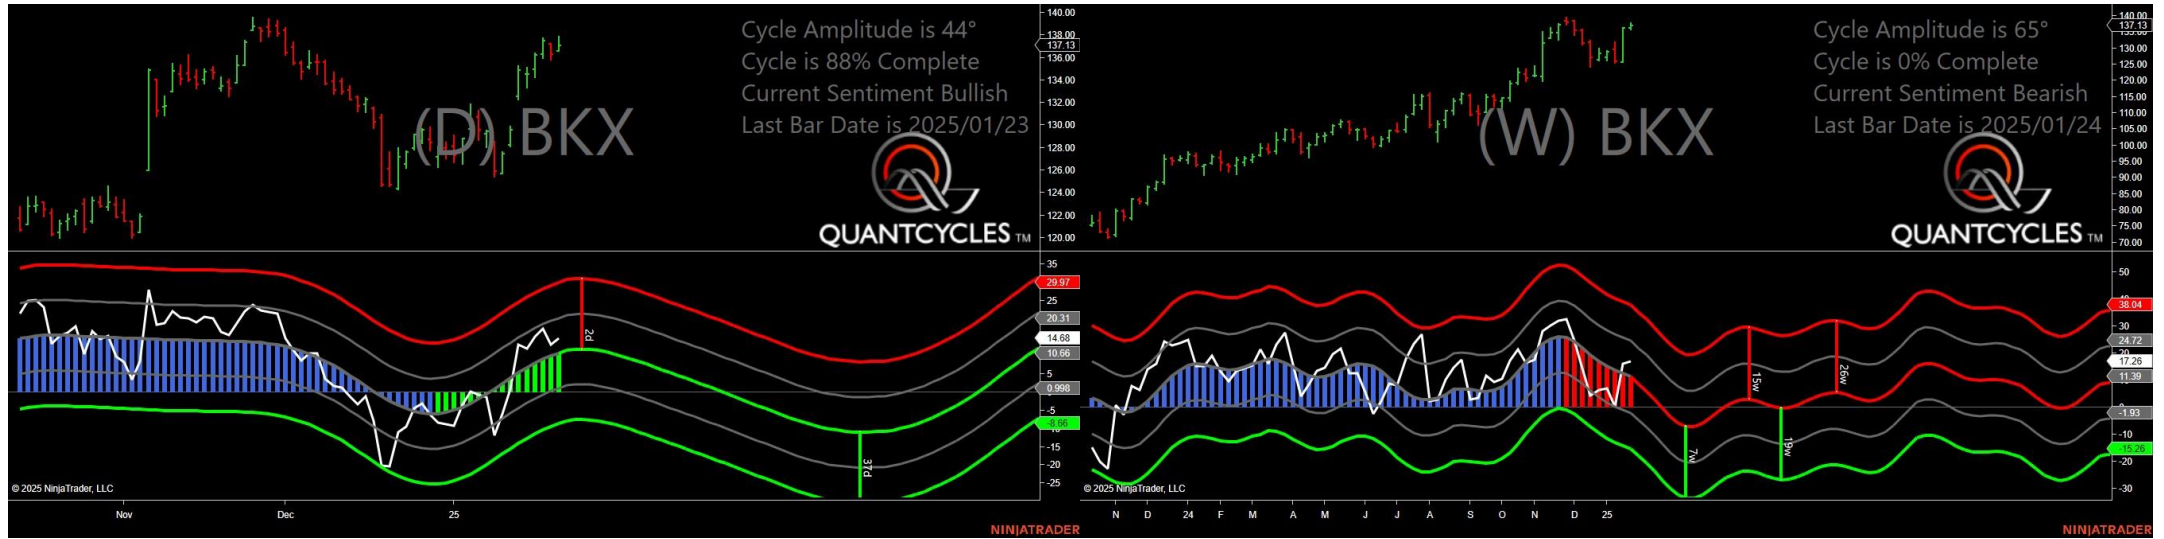 Cycle Amplitude is 44°
Cycle is 88% Complete
Current Sentiment Bullish
Last Bar Date is 2025/01/23
(D) BKX
QUANTCYCLES TM
140.00
138.00
137.13
136.00
134.00
132.00
130.00
128.00
126.00
124.00
122.00
120.00
35
29.97
25
20.31
14.68
10.66
5
0.998
-5
-8.66
-10
-15
-20
-25
2d
37d
© 2025 NinjaTrader, LLC
Nov
Dec
25
NINJATRADER
Cycle Amplitude is 65°
Cycle is 0% Complete
Current Sentiment Bearish
Last Bar Date is 2025/01/24
(W) BKX
QUANTCYCLES TM
140.00
137.13
135.00
130.00
125.00
120.00
115.00
110.00
105.00
100.00
95.00
90.00
85.00
80.00
75.00
70.00
50
38.04
30
24.72
17.26
11.39
-1.93
-10
-15.26
-20
-30
15w
26w
7w
19w
© 2025 NinjaTrader, LLC
N D 24 F M A M J J A S O N D 25
NINJATRADER